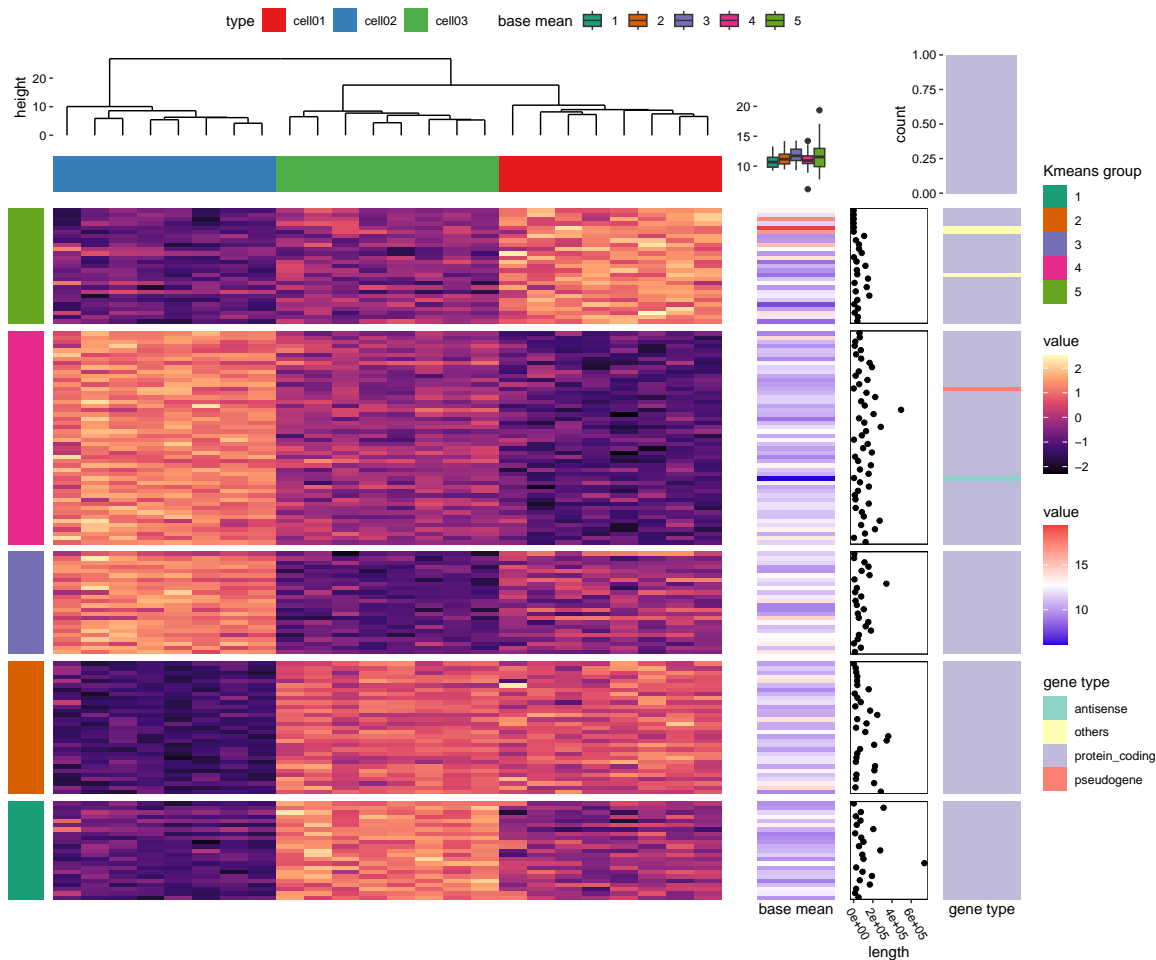 type cell01 cell02 cell03 base mean 1 2 3 4 5
height
20
10
0
20
15
10
count
1.00
0.75
0.50
0.25
0.00
Kmeans group
1
2
3
4
5
value
2
1
0
−1
−2
value
15
10
gene type
antisense
others
protein_coding
pseudogene
base mean
0e+00
2e+05
4e+05
6e+05
length
gene type